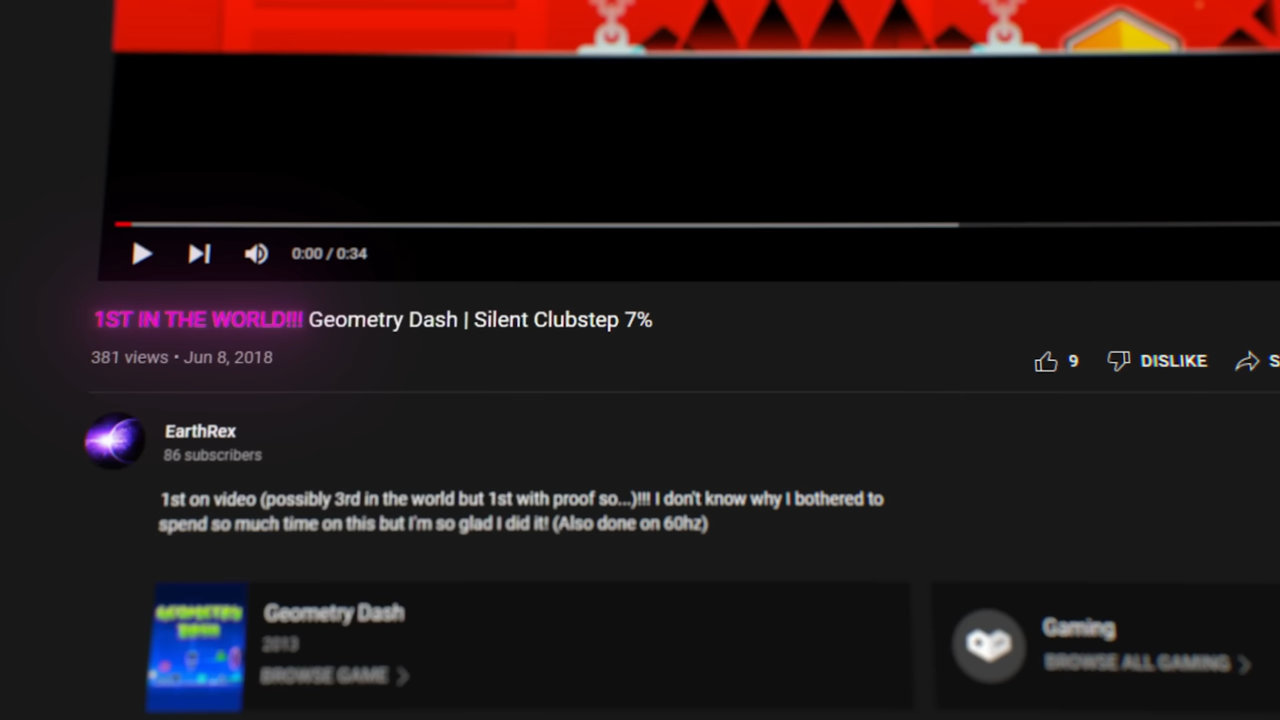 0:00 / 0:34
1ST IN THE WORLD!!! Geometry Dash | Silent Clubstep 7%
381 views • Jun 8, 2018
9 DISLIKE S
EarthRex
86 subscribers
1st on video (possibly 3rd in the world but 1st with proof so...)!!! I don't know why I bothered to
spend so much time on this but I'm so glad I did it! (Also done on 60hz)
GEOMETRY
DASH
Geometry Dash
2013
BROWSE GAME
Gaming
BROWSE ALL GAMING